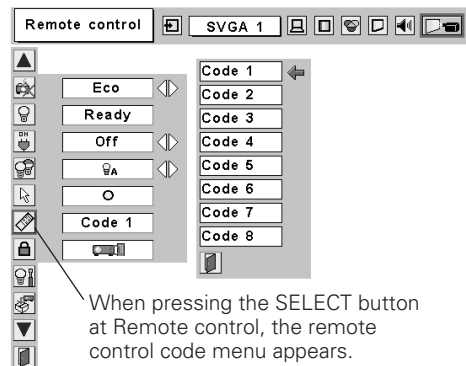 Remote control
SVGA 1
ON
Eco
Ready
Off
A
Code 1
Code 1
Code 2
Code 3
Code 4
Code 5
Code 6
Code 7
Code 8
When pressing the SELECT button
at Remote control, the remote
control code menu appears.